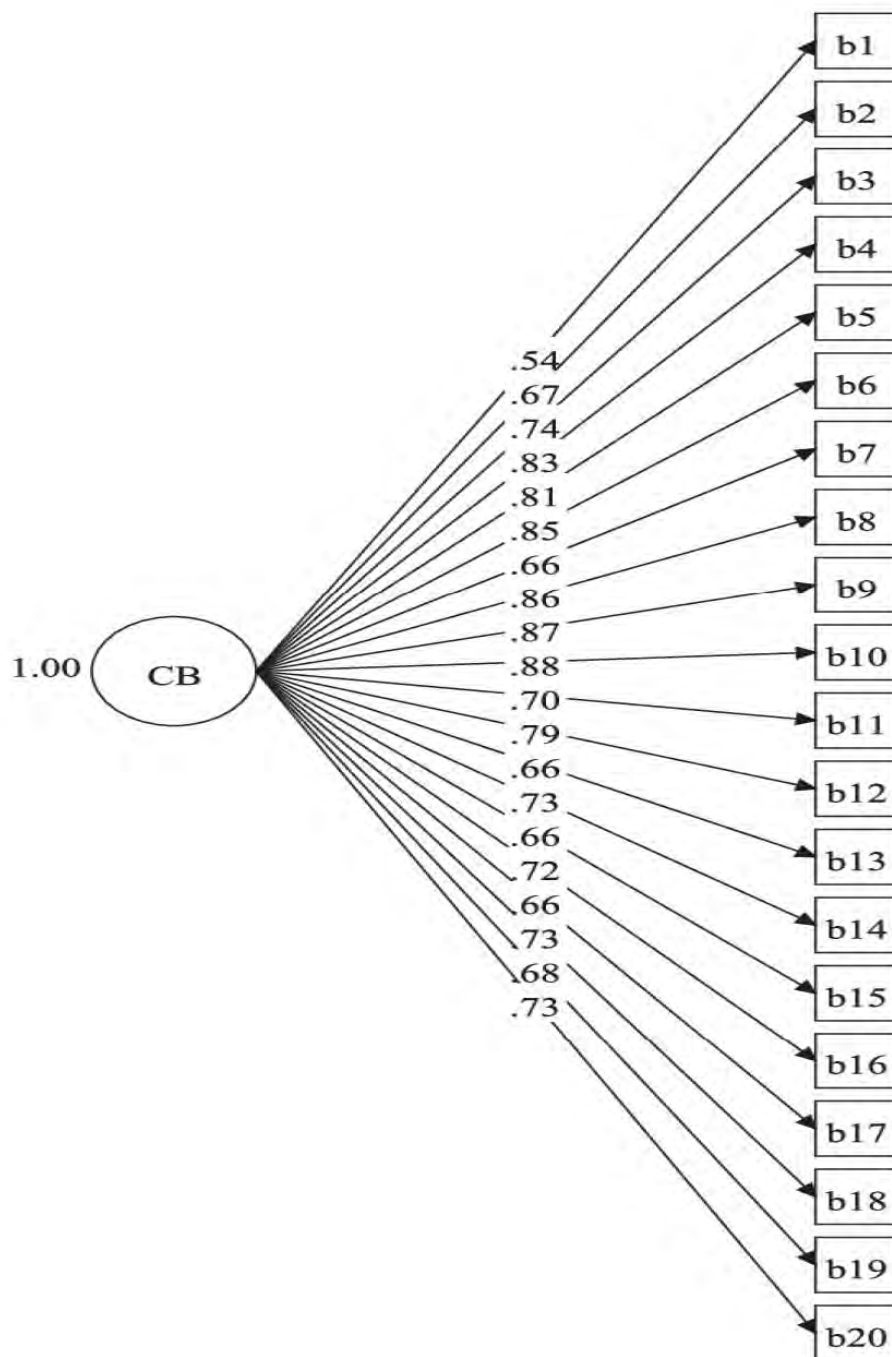 b1
b2
b3
b4
b5
b6
b7
b8
b9
b10
b11
b12
b13
b14
b15
b16
b17
b18
b19
b20
.54
.67
.74
.83
.81
.85
.66
.86
.87
.88
.70
.79
.66
.73
.66
.72
.66
.73
.68
.73
1.00
CB